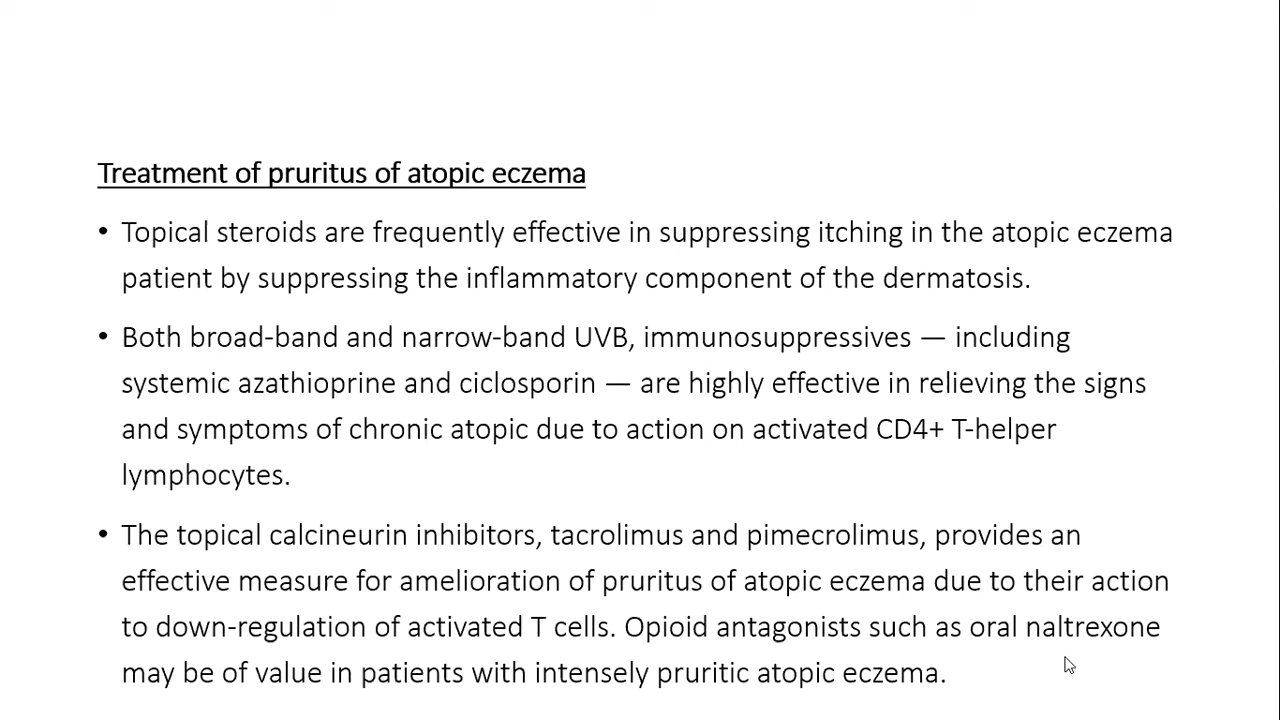 Treatment of pruritus of atopic eczema
• Topical steroids are frequently effective in suppressing itching in the atopic eczema
patient by suppressing the inflammatory component of the dermatosis.
• Both broad-band and narrow-band UVB, immunosuppressives — including
systemic azathioprine and ciclosporin — are highly effective in relieving the signs
and symptoms of chronic atopic due to action on activated CD4+ T-helper
lymphocytes.
• The topical calcineurin inhibitors, tacrolimus and pimecrolimus, provides an
effective measure for amelioration of pruritus of atopic eczema due to their action
to down-regulation of activated T cells. Opioid antagonists such as oral naltrexone
may be of value in patients with intensely pruritic atopic eczema.